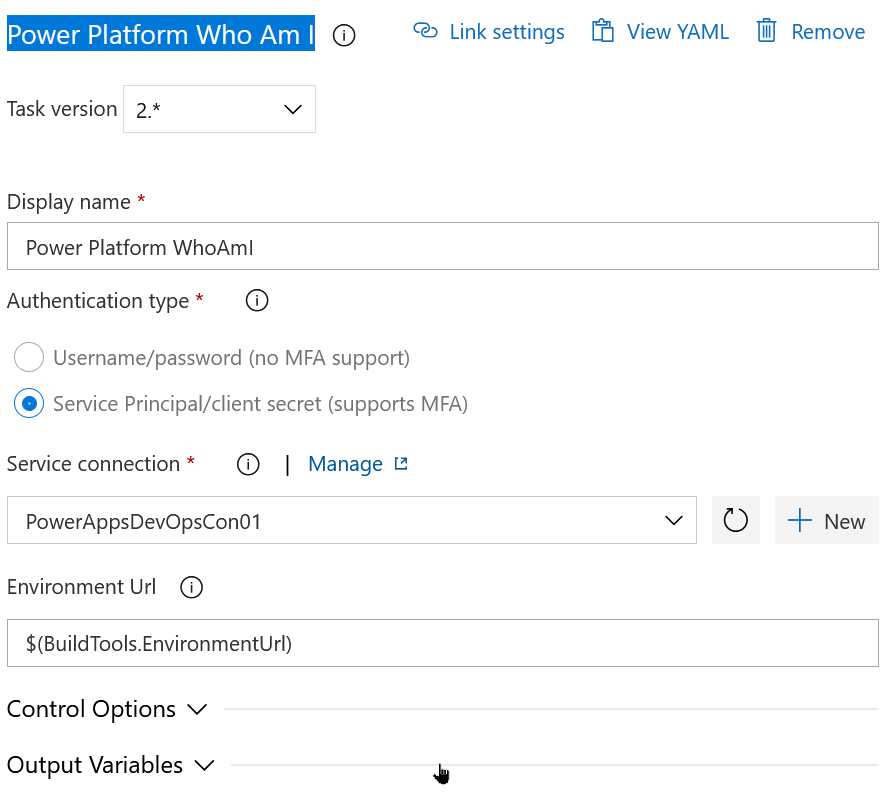 Power Platform Who Am I Link settings View YAML Remove
Task version 2.*
Display name *
Power Platform WhoAmI
Authentication type *
Username/password (no MFA support)
Service Principal/client secret (supports MFA)
Service connection * | Manage
PowerAppsDevOpsCon01 New
Environment Url
$(BuildTools.EnvironmentUrl)
Control Options
Output Variables